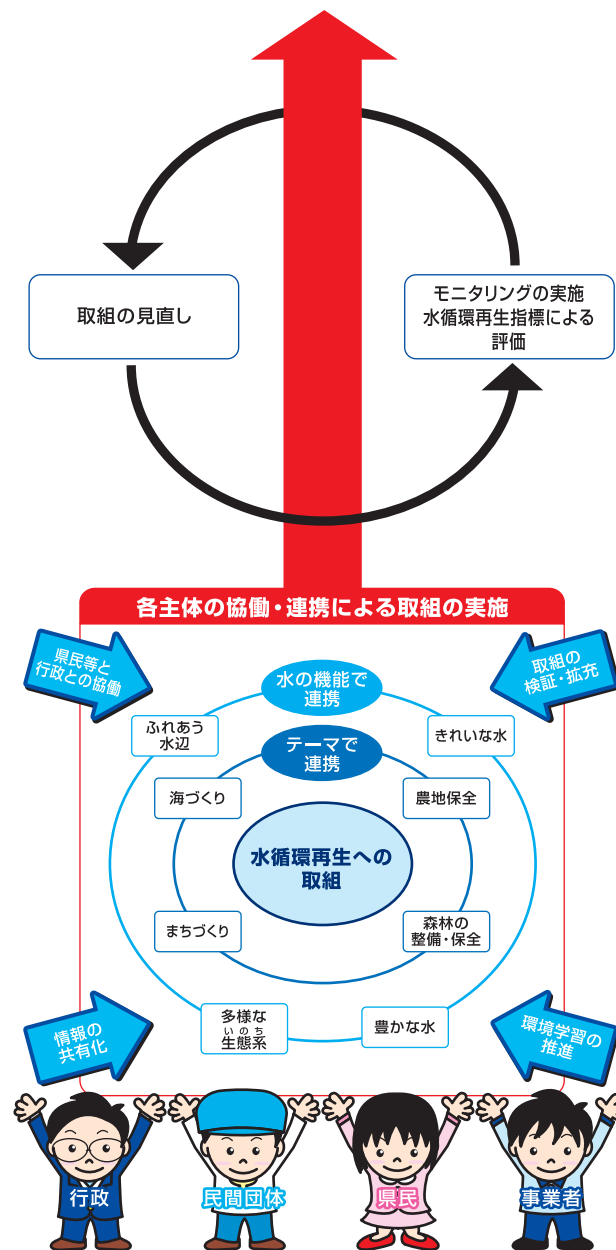 取組の見直し
モニタリングの実施
水循環再生指標による
評価
各主体の協働・連携による取組の実施
県民等と
行政との協働
取組の
検証・拡充
水の機能で
連携
ふれあう
水辺
きれいな水
テーマで
連携
海づくり
農地保全
水循環再生への
取組
まちづくり
森林の
整備・保全
多様な
いのち
生態系
豊かな水
情報の
共有化
環境学習の
推進
行政
民間団体
県民
事業者